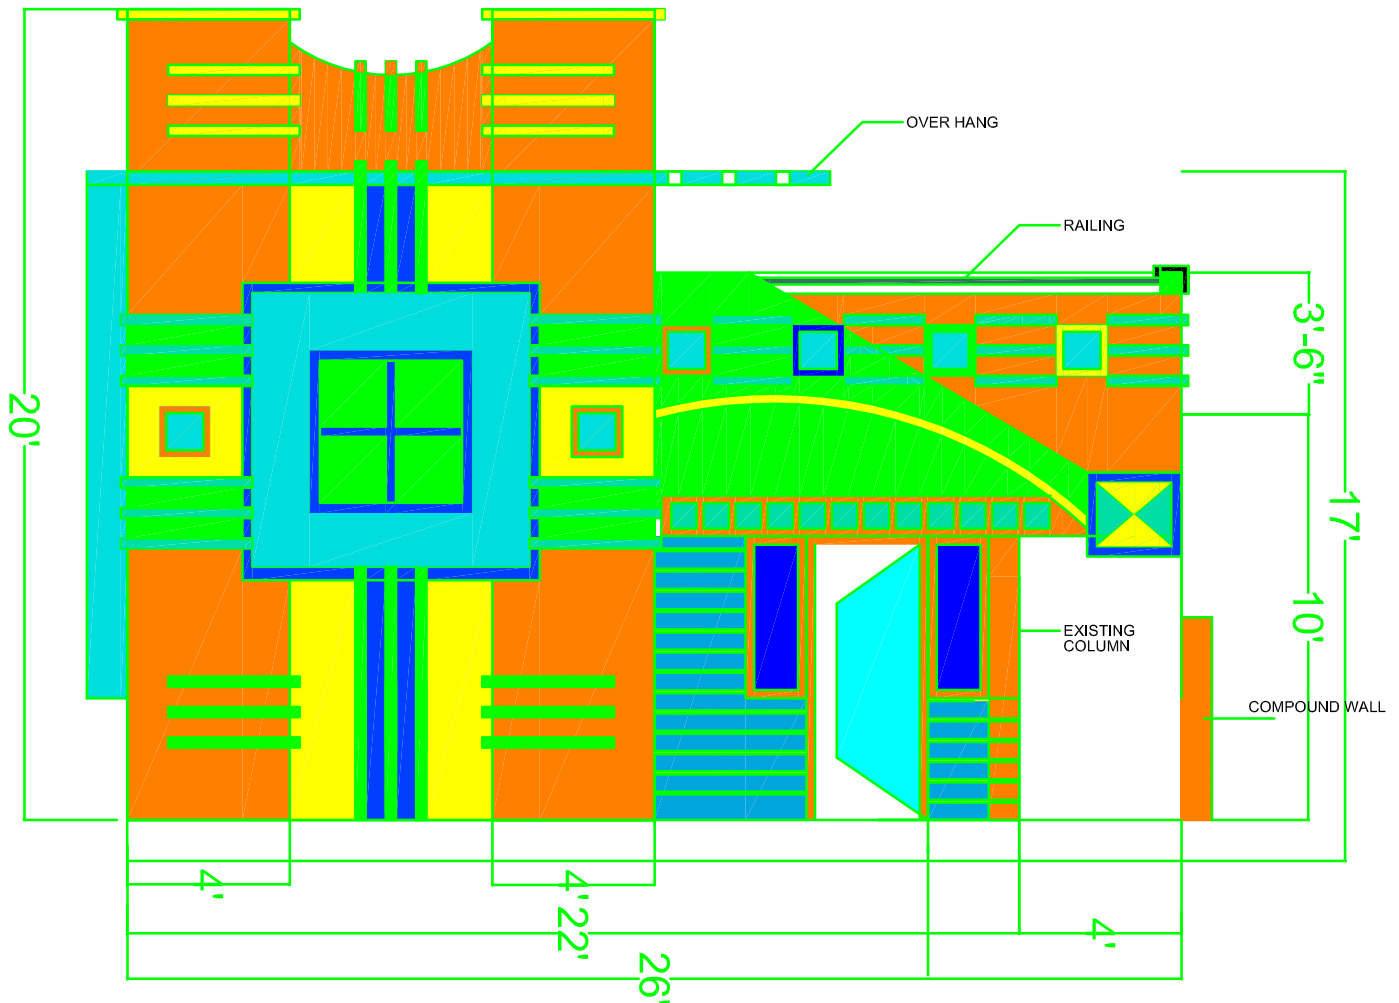 OVER HANG
RAILING
3'-6"
20'
17'
10'
EXISTING
COLUMN
COMPOUND WALL
4'
4'
22'
4'
26'